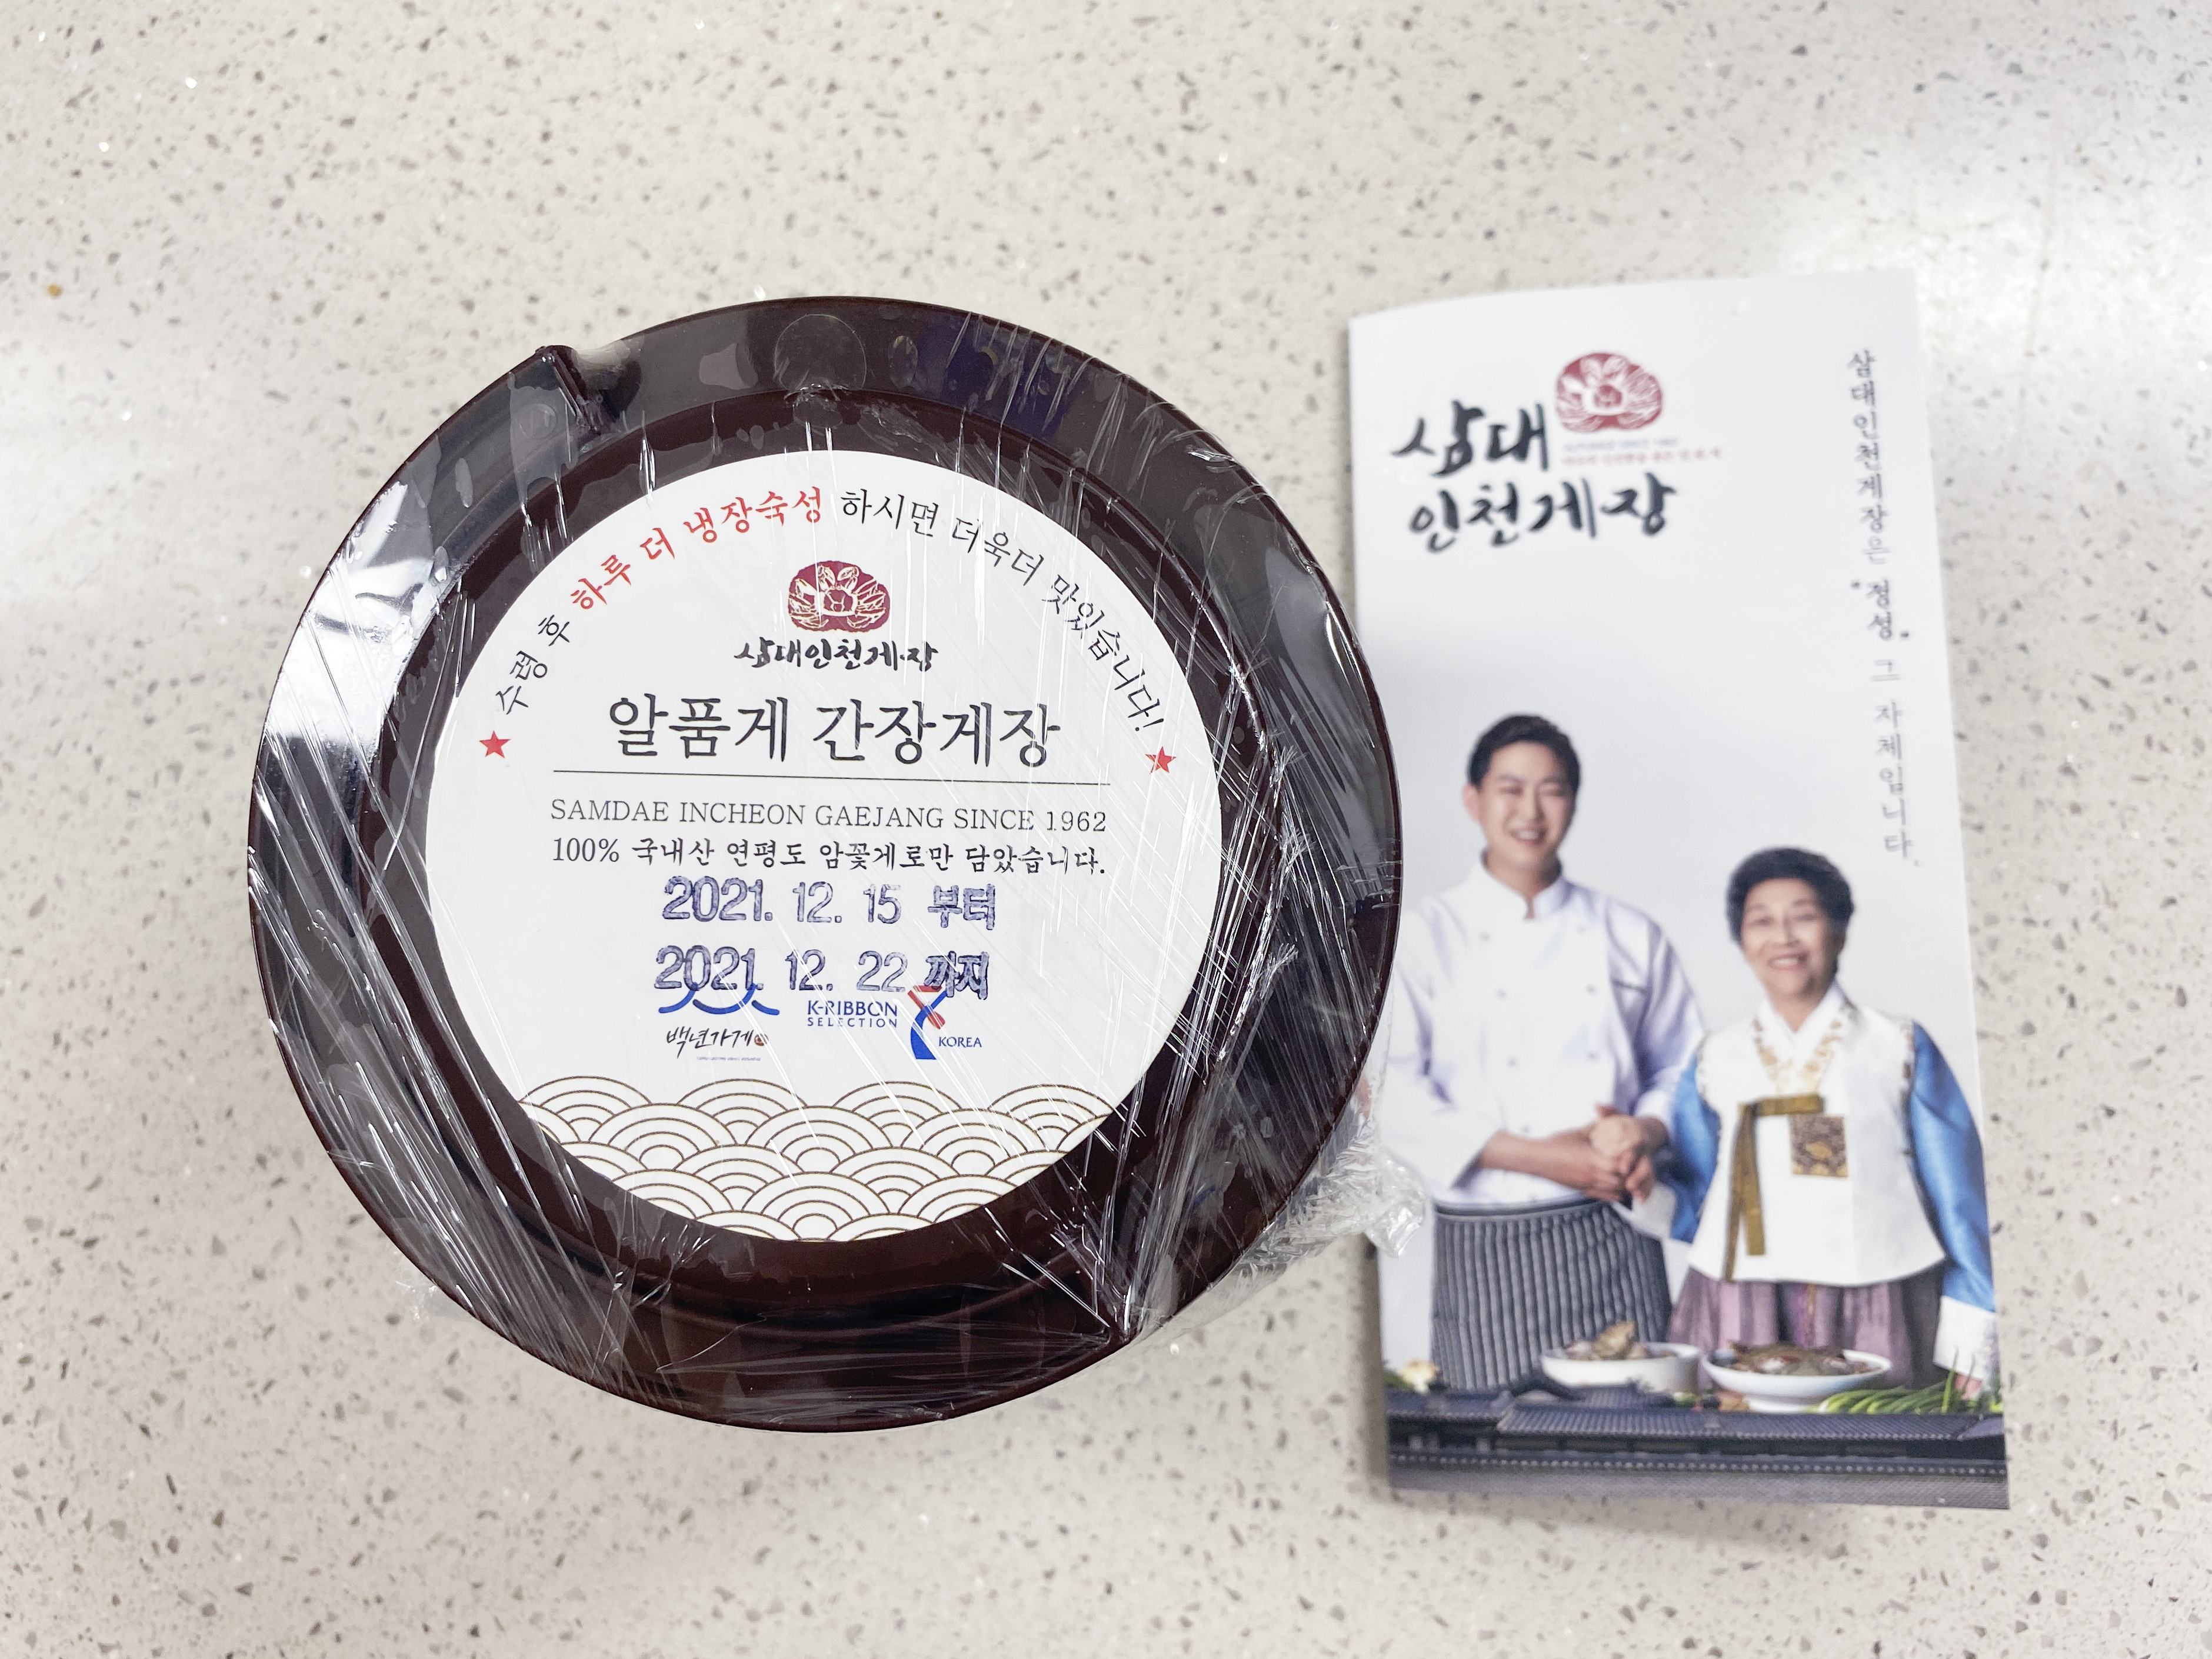 수령 후 하루 더 냉장숙성 하시면 더욱더 맛있습니다!
삼대인천게장
알품게 간장게장
SAMDAE INCHEON GAEJANG SINCE 1962
100% 국내산 연평도 암꽃게로만 담았습니다.
2021. 12. 15 부터
2021. 12. 22 까지
백년가게
K-RIBBON
SELECTION
KOREA
삼대
인천게장
삼대인천게장은 "정성" 그 자체입니다.